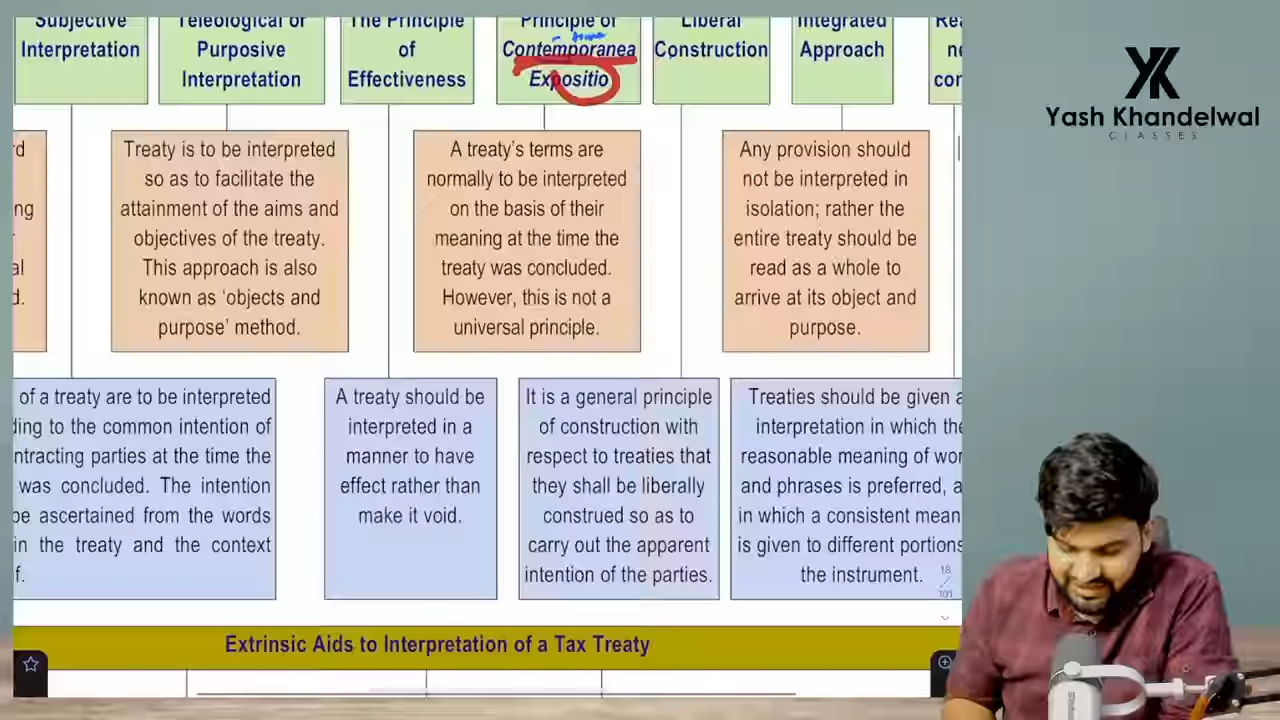 Subjective
Interpretation
Teleological or
Purposive
Interpretation
The Principle
of
Effectiveness
Principle of
Contemporanea
Expositio
Liberal
Construction
Integrated
Approach
Treaty is to be interpreted
so as to facilitate the
attainment of the aims and
objectives of the treaty.
This approach is also
known as ‘objects and
purpose’ method.
A treaty’s terms are
normally to be interpreted
on the basis of their
meaning at the time the
treaty was concluded.
However, this is not a
universal principle.
Any provision should
not be interpreted in
isolation; rather the
entire treaty should be
read as a whole to
arrive at its object and
purpose.
of a treaty are to be interpreted
ding to the common intention of
ntracting parties at the time the
was concluded. The intention
be ascertained from the words
in the treaty and the context
f.
A treaty should be
interpreted in a
manner to have
effect rather than
make it void.
It is a general principle
of construction with
respect to treaties that
they shall be liberally
construed so as to
carry out the apparent
intention of the parties.
Treaties should be given a
interpretation in which the
reasonable meaning of wor
and phrases is preferred, a
in which a consistent mean
is given to different portions
the instrument.
18
101
Extrinsic Aids to Interpretation of a Tax Treaty
YK
Yash Khandelwal
CLASSES